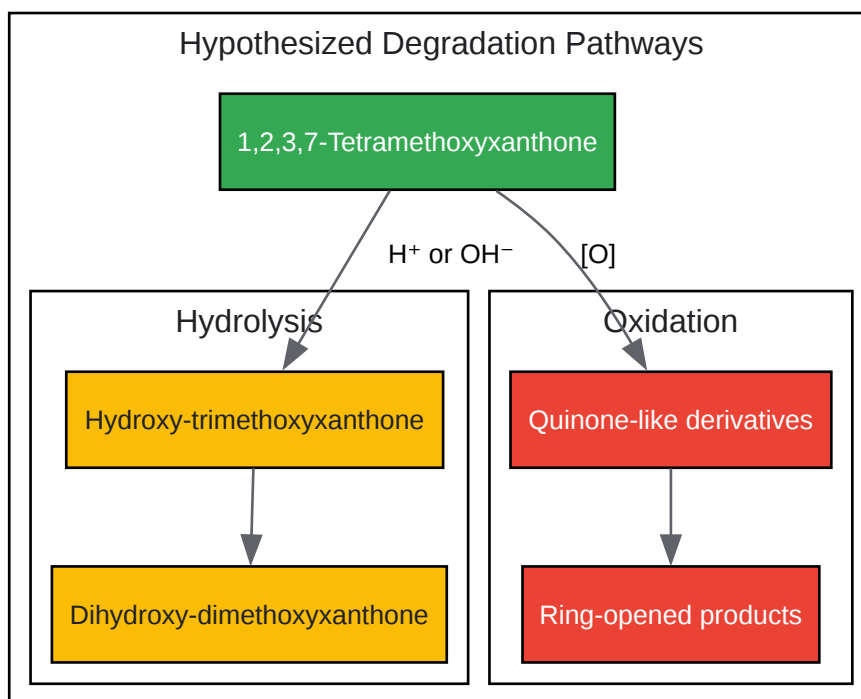 Hypothesized Degradation Pathways
1,2,3,7-Tetramethoxyxanthone
H⁺ or OH⁻
[O]
Hydrolysis
Oxidation
Hydroxy-trimethoxyxanthone
Quinone-like derivatives
Dihydroxy-dimethoxyxanthone
Ring-opened products